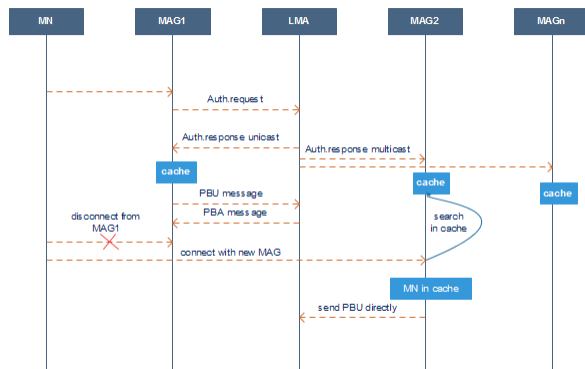 MN
MAG1
LMA
MAG2
MAGn
Auth.request
Auth.response unicast
Auth.response multicast
cache
cache
cache
PBU message
PBA message
disconnect from
MAG1
search
in cache
connect with new MAG
MN in cache
send PBU directly